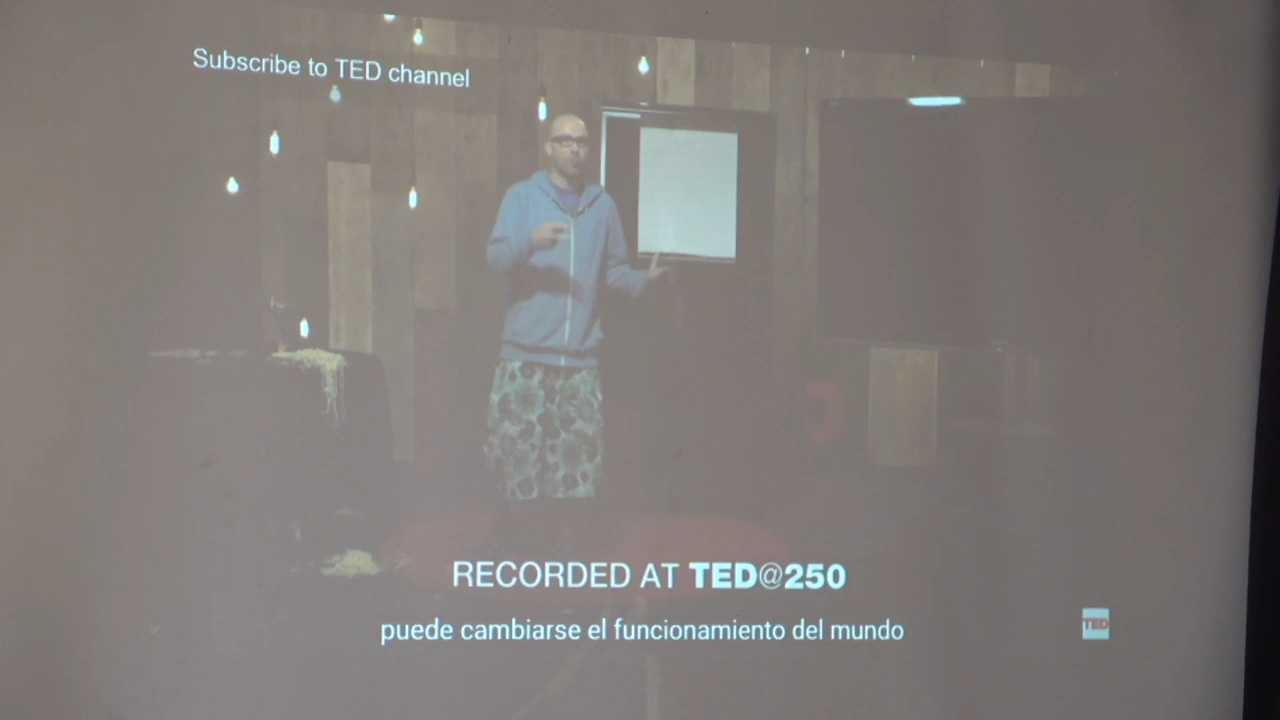 Subscribe to TED channel
RECORDED AT TED@250
puede cambiarse el funcionamiento del mundo
TED